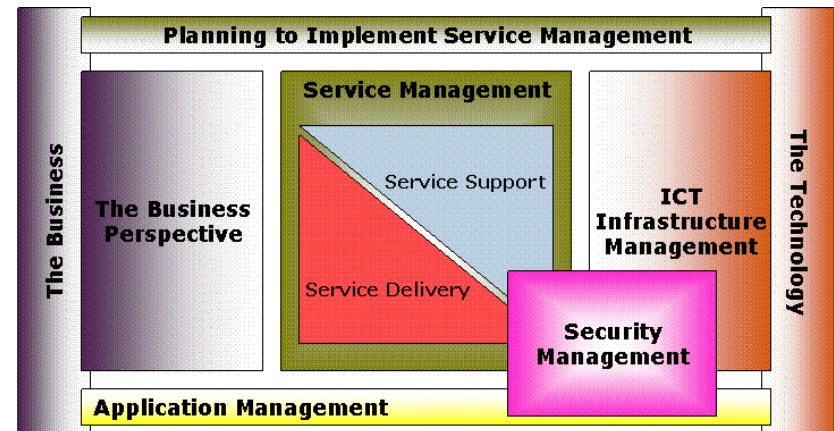 Planning to Implement Service Management
The Business
The Business
Perspective
Service Management
Service Support
Service Delivery
ICT
Infrastructure
Management
The Technology
Security
Management
Application Management